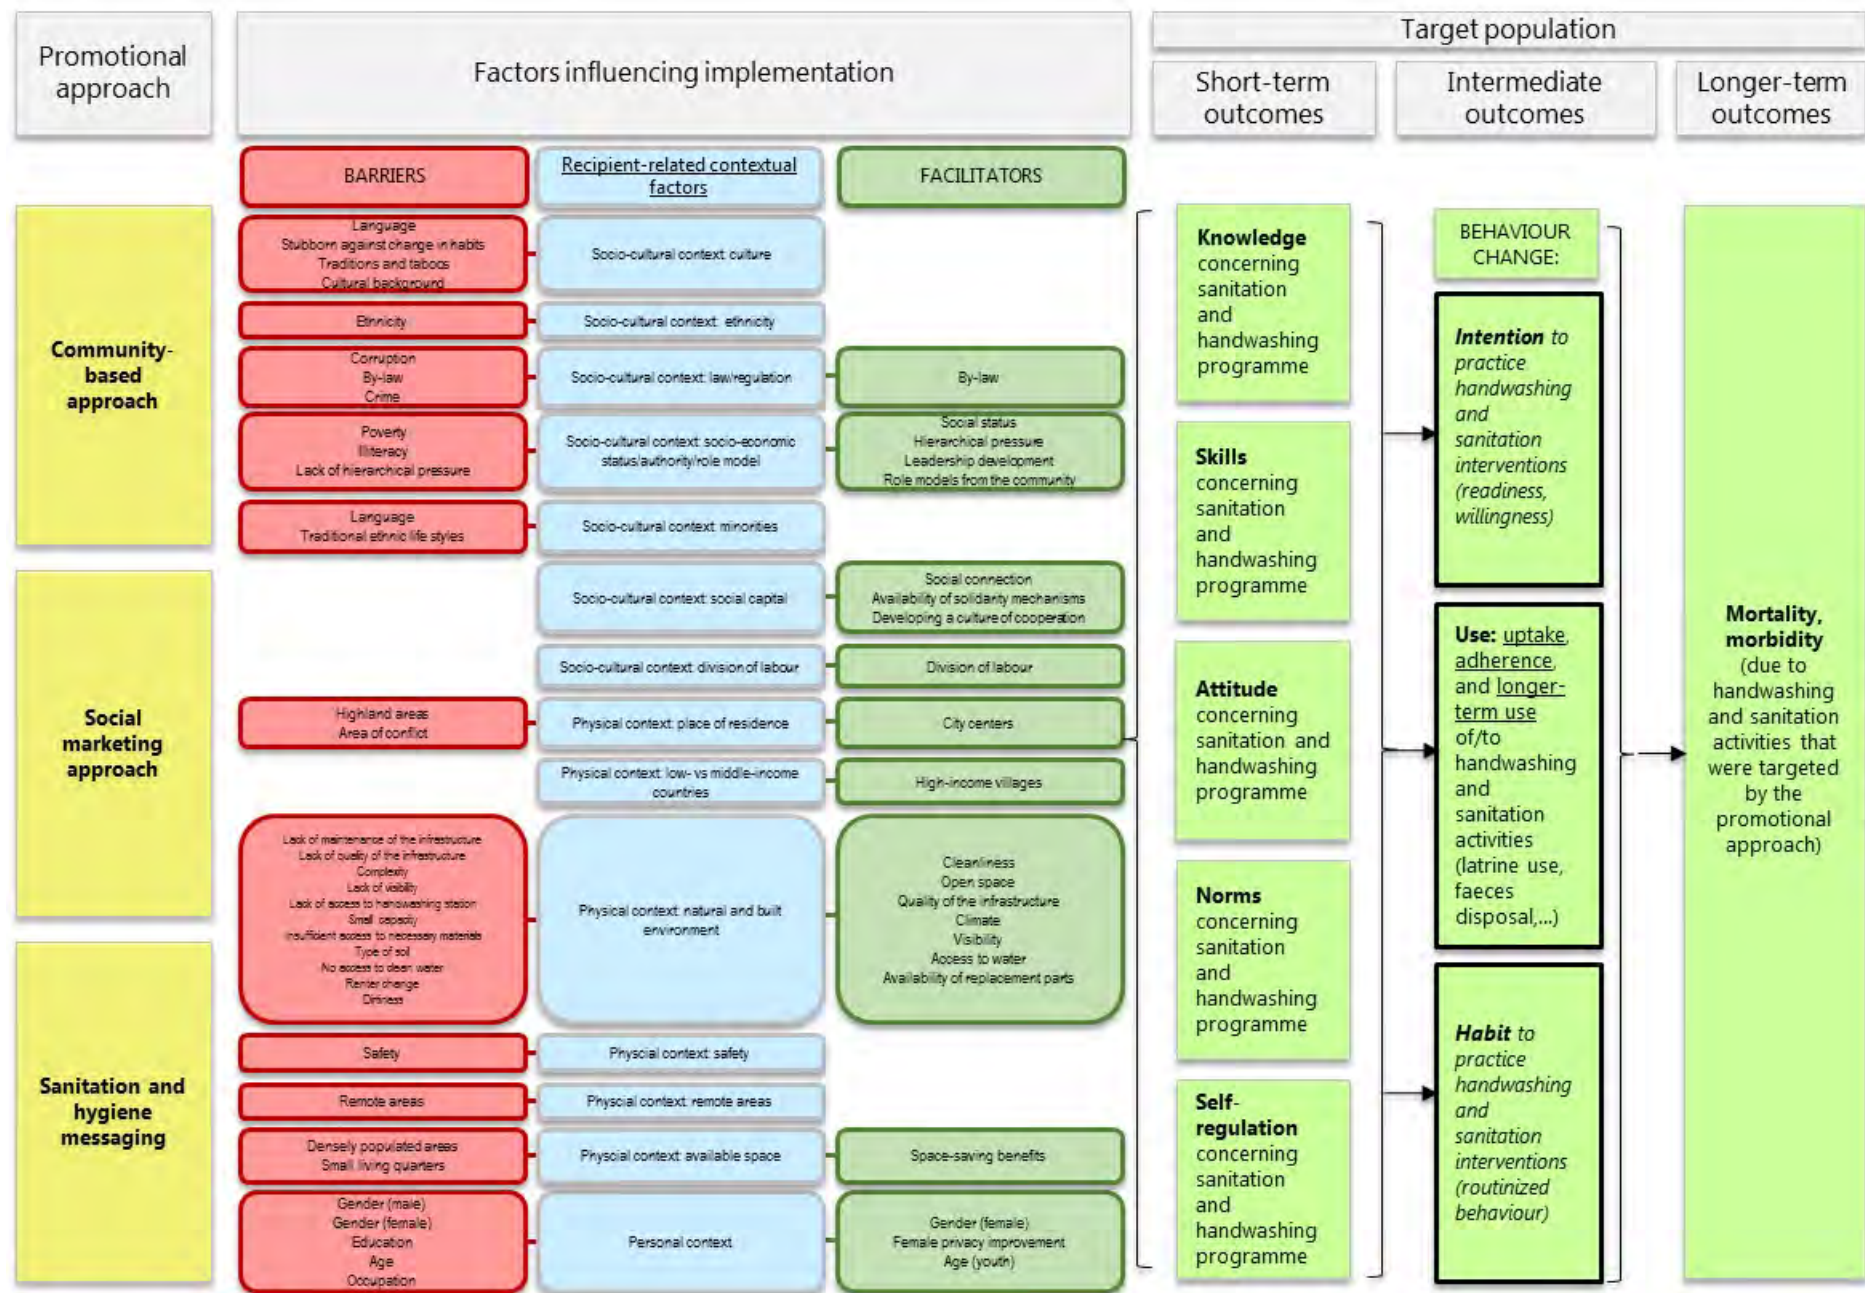 Promotional
approach
Factors influencing implementation
Target population
Short-term
outcomes
Intermediate
outcomes
Longer-term
outcomes
BARRIERS
Recipient-related contextual
factors
FACILITATORS
Community-
based
approach
Social
marketing
approach
Sanitation and
hygiene
messaging
Language
Stubborn against change in habits
Traditions and taboos
Cultural background
Socio-cultural context: culture
Ethnicity
Socio-cultural context: ethnicity
Corruption
By-law
Crime
Socio-cultural context: law/regulation
By-law
Poverty
Illiteracy
Lack of hierarchical pressure
Socio-cultural context: socio-economic
status/authority/role model
Social status
Hierarchical pressure
Leadership development
Role models from the community
Language
Traditional ethnic life styles
Socio-cultural context: minorities
Socio-cultural context: social capital
Social connection
Availability of solidarity mechanisms
Developing a culture of cooperation
Socio-cultural context: division of labour
Division of labour
Highland areas
Area of conflict
Physical context: place of residence
City centers
Physical context: low- vs middle-income
countries
High-income villages
Lack of maintenance of the infrastructure
Lack of quality of the infrastructure
Complexity
Lack of visibility
Lack of access to handwashing station
Small capacity
Insufficient access to necessary materials
Type of soil
No access to clean water
Renter change
Dirtiness
Physical context: natural and built
environment
Cleanliness
Open space
Quality of the infrastructure
Climate
Visibility
Access to water
Availability of replacement parts
Safety
Physcial context: safety
Remote areas
Physcial context: remote areas
Densely populated areas
Small living quarters
Physcial context: available space
Space-saving benefits
Gender (male)
Gender (female)
Education
Age
Occupation
Personal context
Gender (female)
Female privacy improvement
Age (youth)
Knowledge
concerning
sanitation
and
handwashing
programme
Skills
concerning
sanitation
and
handwashing
programme
Attitude
concerning
sanitation and
handwashing
programme
Norms
concerning
sanitation
and
handwashing
programme
Self-
regulation
concerning
sanitation
and
handwashing
programme
BEHAVIOUR
CHANGE:
Intention to
practice
handwashing
and
sanitation
interventions
(readiness,
willingness)
Use: uptake,
adherence,
and longer-
term use
of/to
handwashing
and
sanitation
activities
(latrine use,
faeces
disposal,...)
Habit to
practice
handwashing
and
sanitation
interventions
(routinized
behaviour)
Mortality,
morbidity
(due to
handwashing
and sanitation
activities that
were targeted
by the
promotional
approach)